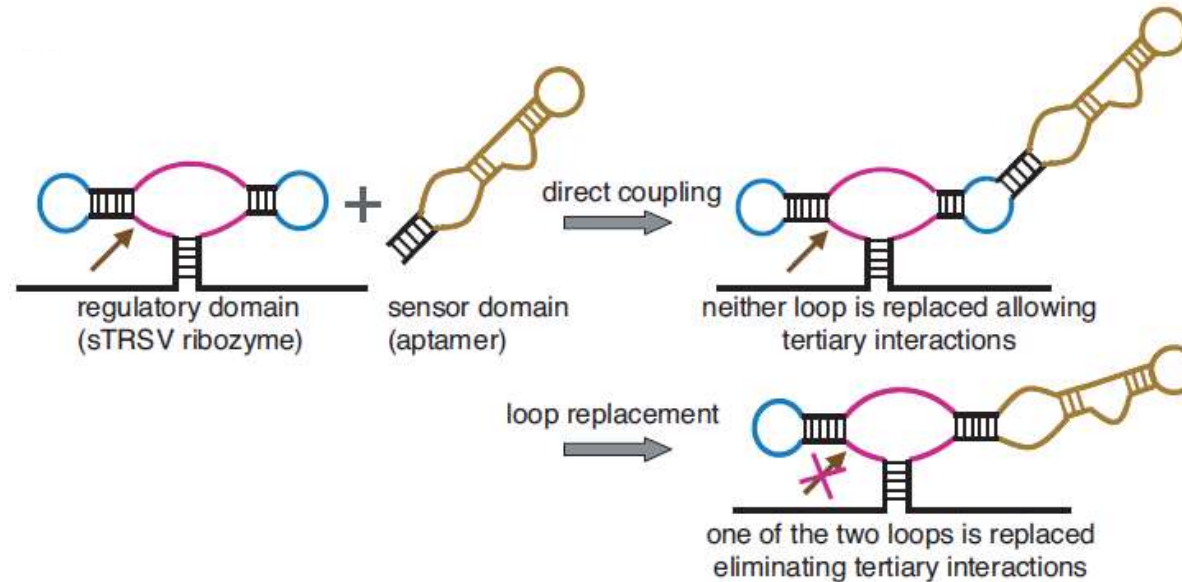 direct coupling
regulatory domain
(sTRSV ribozyme)
sensor domain
(aptamer)
neither loop is replaced allowing
tertiary interactions
loop replacement
one of the two loops is replaced
eliminating tertiary interactions